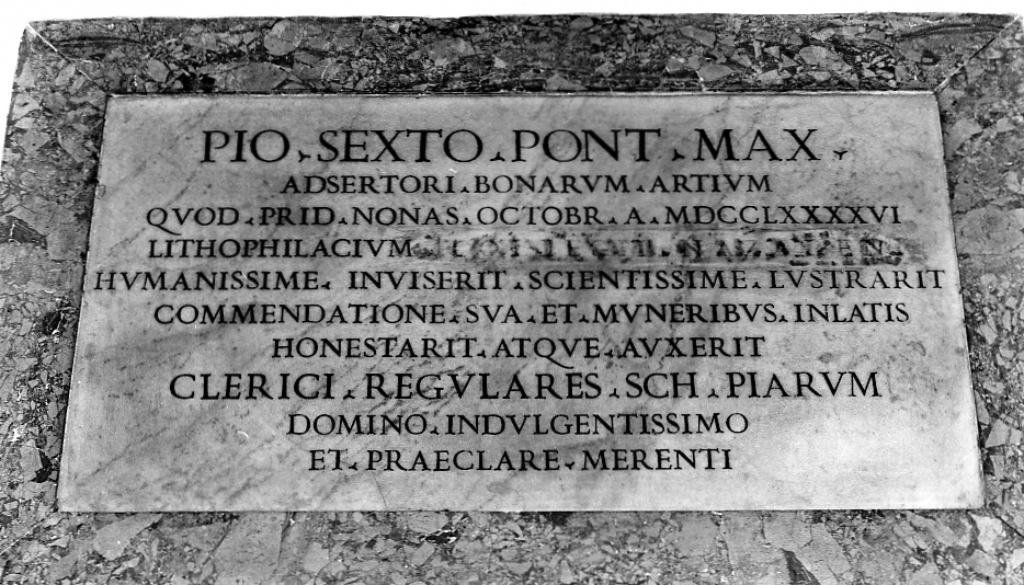 PIO SEXTO PONT MAX
ADSERTORI BONARVM ARTIVM
QVOD PRID NONAS OCTOBR A MDCCLXXXXVI
LITHOPHILACIVM
HVMANISSIME INVISERIT SCIENTISSIME LVSTRARIT
COMMENDATIONE SVA ET MVNERIBVS INLATIS
HONESTARIT ATQVE AVXERIT
CLERICI REGVLARES SCH PIARVM
DOMINO INDVLGENTISSIMO
ET PRAECLARE MERENTI